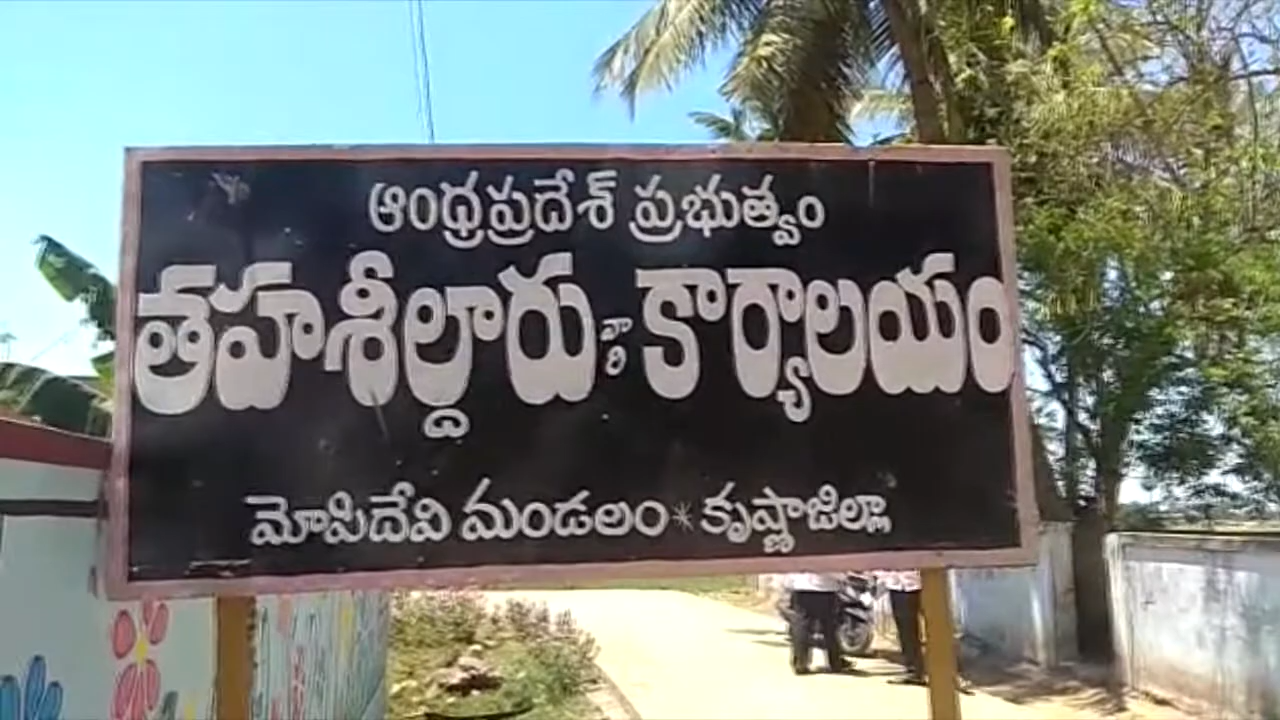 ఆంధ్రప్రదేశ్ ప్రభుత్వం
తహశీల్దారు వారి కార్యాలయం
మోపిదేవి మండలం * కృష్ణాజిల్లా